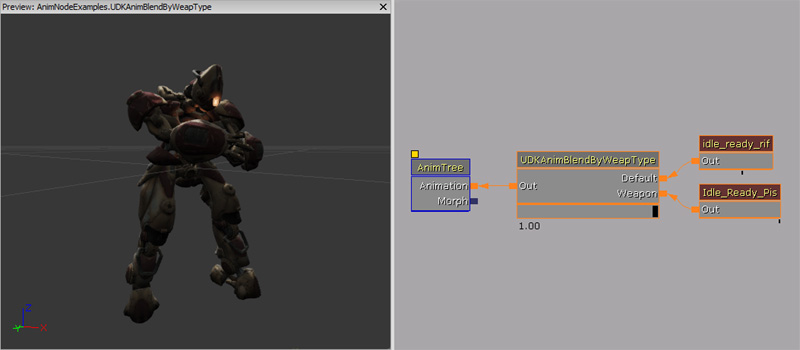 Preview: AnimNodeExamples.UDKAnimBlendByWeapType
Z
Y
X
AnimTree
Animation
Morph
UDKAnimBlendByWeapType
Out
Default
Weapon
1.00
idle_ready_rif
Out
Idle_Ready_Pis
Out